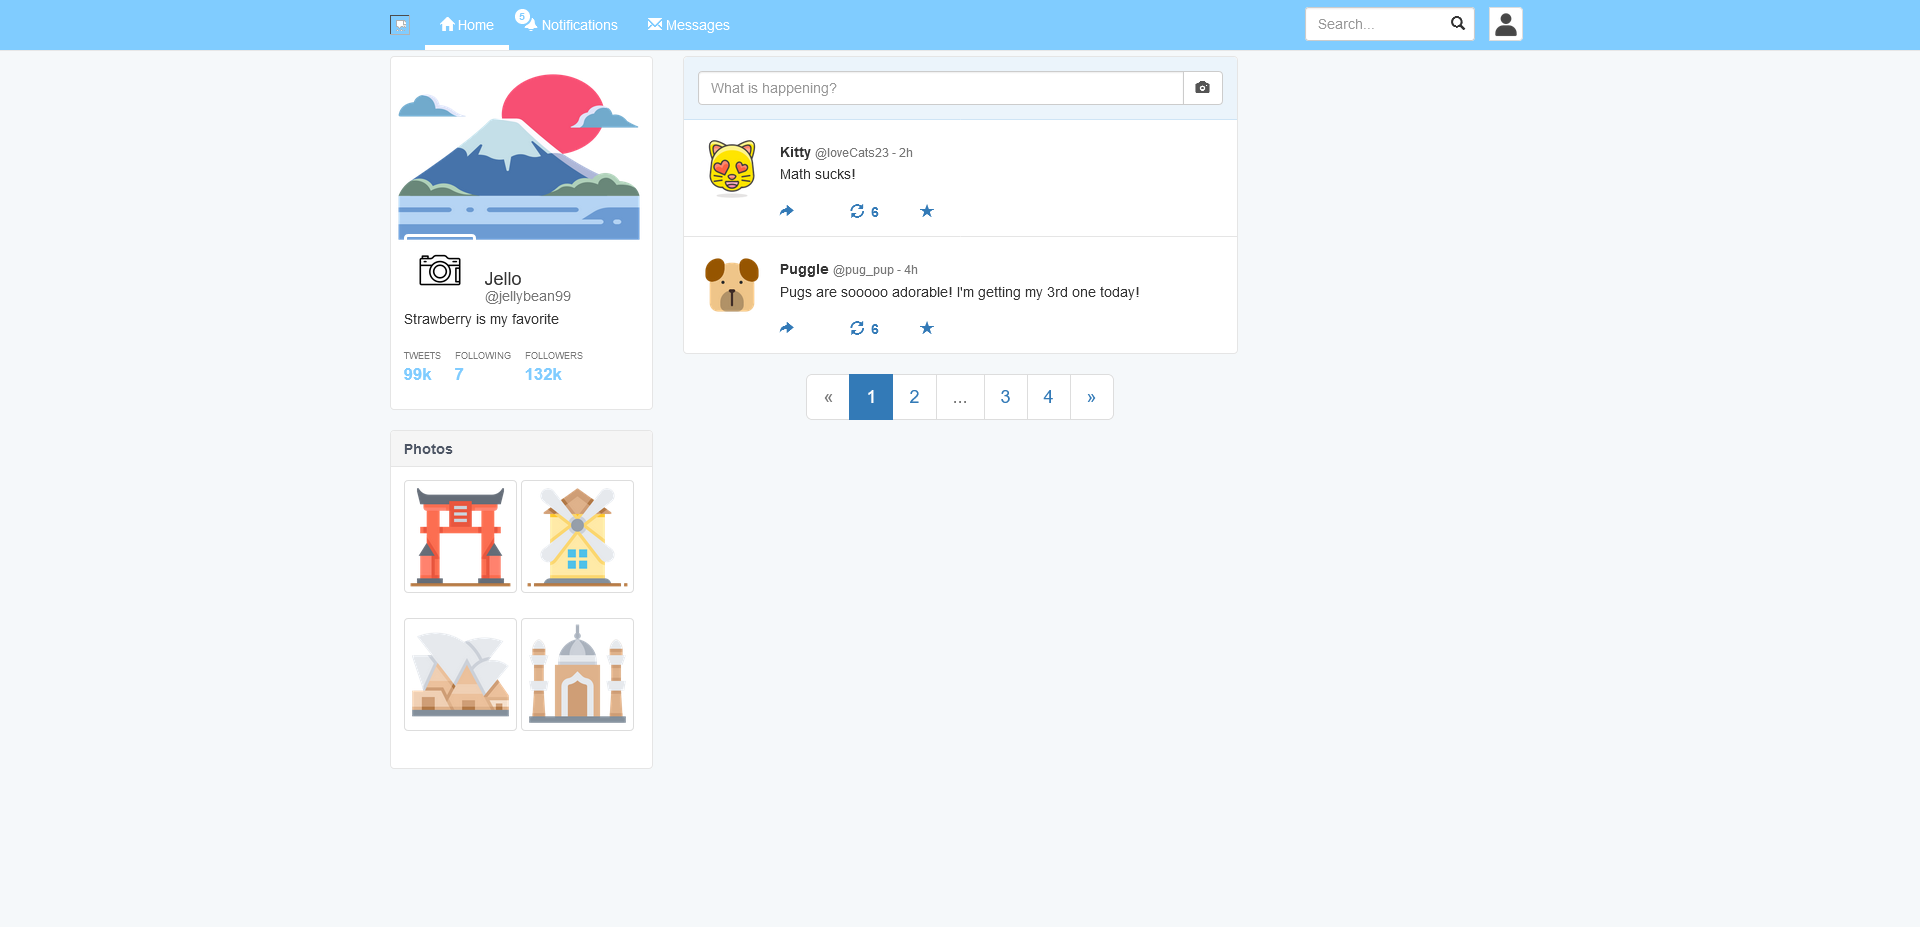 Home 5 Notifications Messages Search...
Jello
@jellybean99
Strawberry is my favorite
TWEETS FOLLOWING FOLLOWERS
99k 7 132k
Photos
What is happening?
Kitty @loveCats23 - 2h
Math sucks!
6
Puggle @pug_pup - 4h
Pugs are sooooo adorable! I'm getting my 3rd one today!
6
« 1 2 ... 3 4 »